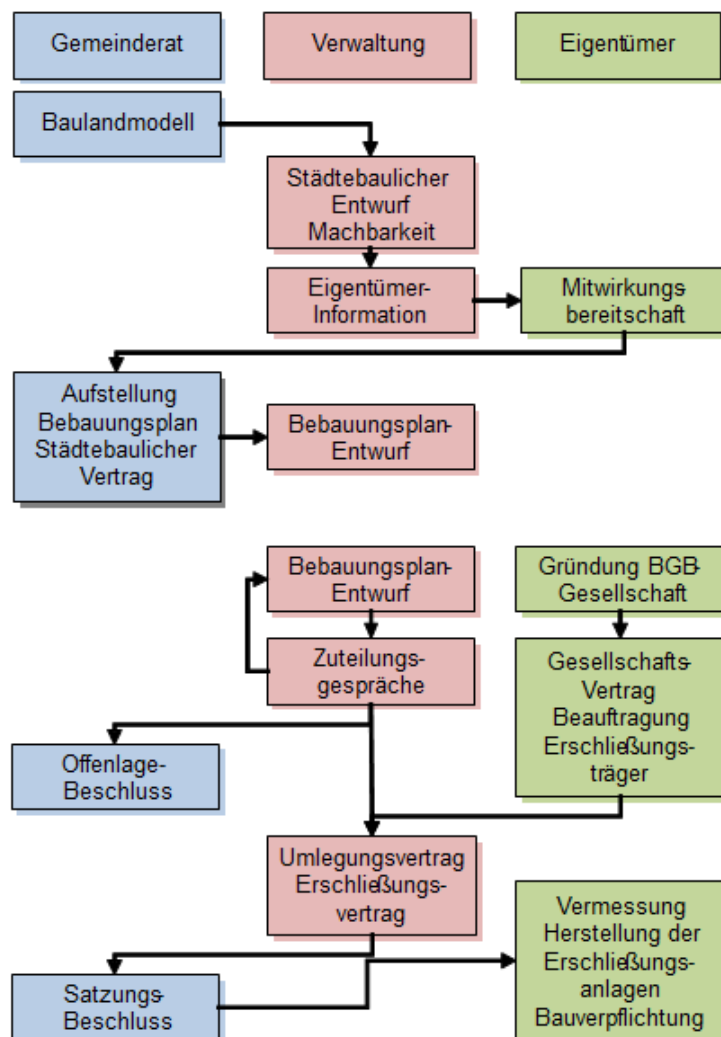 Gemeinderat
Verwaltung
Eigentümer
Baulandmodell
Städtebaulicher
Entwurf
Machbarkeit
Eigentümer-
Information
Mitwirkungs-
bereitschaft
Aufstellung
Bebauungsplan
Städtebaulicher
Vertrag
Bebauungsplan-
Entwurf
Bebauungsplan-
Entwurf
Gründung BGB-
Gesellschaft
Zuteilungs-
gespräche
Gesellschafts-
Vertrag
Beauftragung
Erschließungs-
träger
Offenlage-
Beschluss
Umlegungsvertrag
Erschließungs-
vertrag
Vermessung
Herstellung der
Erschließungs-
anlagen
Bauverpflichtung
Satzungs-
Beschluss